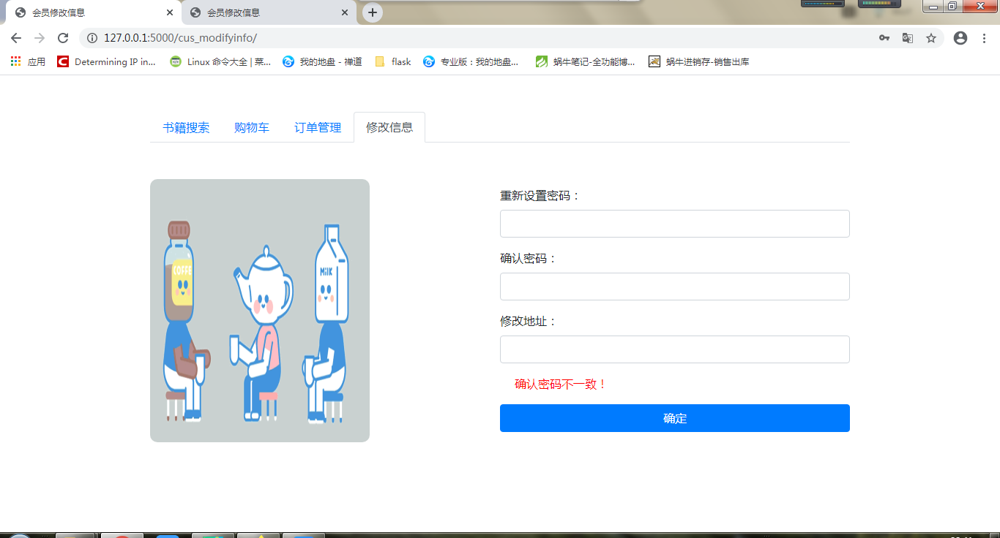 会员修改信息
会员修改信息
127.0.0.1:5000/cus_modifyinfo/
应用
Determining IP in...
Linux 命令大全 | 菜...
我的地盘 - 禅道
flask
专业版：我的地盘...
蜗牛笔记-全功能博...
蜗牛进销存-销售出库
书籍搜索
购物车
订单管理
修改信息
重新设置密码：
确认密码：
修改地址：
确认密码不一致！
确定
COFFE
MilK